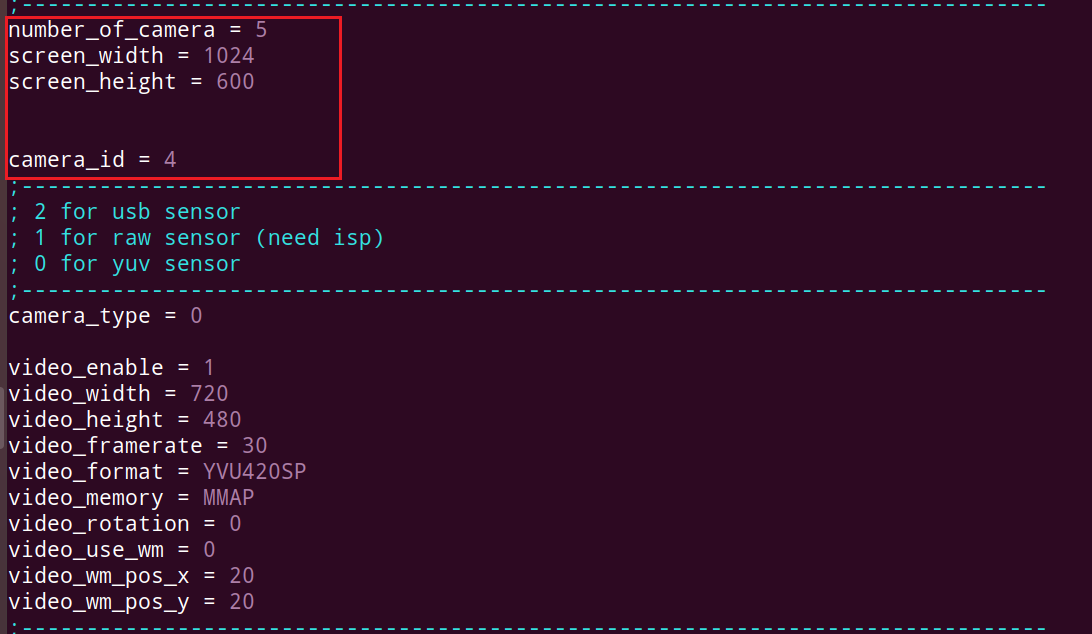 ;-------------------------------------------------------------------------------
number_of_camera = 5
screen_width = 1024
screen_height = 600
camera_id = 4
;-------------------------------------------------------------------------------
; 2 for usb sensor
; 1 for raw sensor (need isp)
; 0 for yuv sensor
;-------------------------------------------------------------------------------
camera_type = 0
video_enable = 1
video_width = 720
video_height = 480
video_framerate = 30
video_format = YVU420SP
video_memory = MMAP
video_rotation = 0
video_use_wm = 0
video_wm_pos_x = 20
video_wm_pos_y = 20
;-------------------------------------------------------------------------------